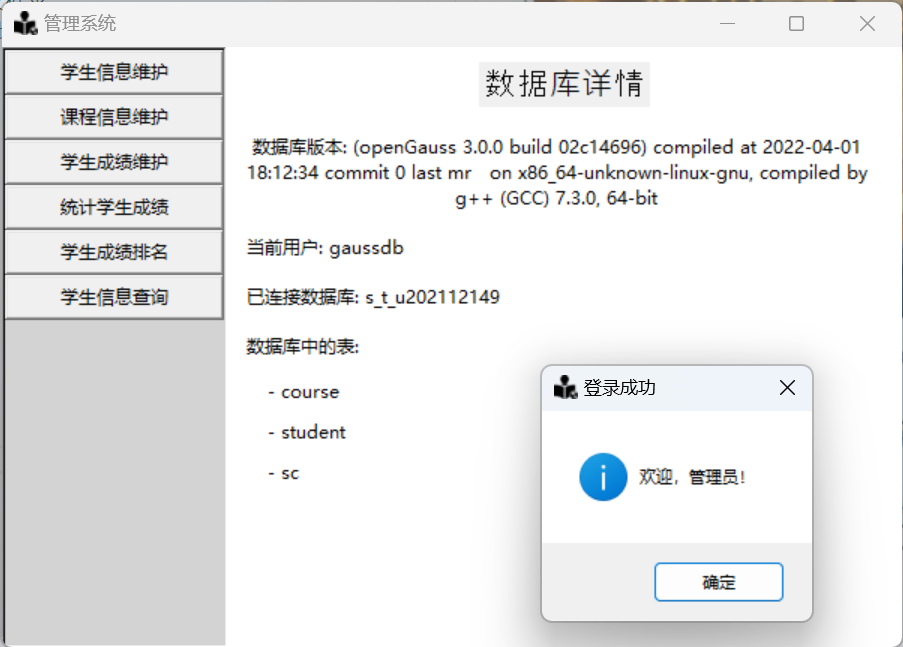 管理系统
学生信息维护
课程信息维护
学生成绩维护
统计学生成绩
学生成绩排名
学生信息查询
数据库详情
数据库版本: (openGauss 3.0.0 build 02c14696) compiled at 2022-04-01
18:12:34 commit 0 last mr   on x86_64-unknown-linux-gnu, compiled by
g++ (GCC) 7.3.0, 64-bit
当前用户: gaussdb
已连接数据库: s_t_u202112149
数据库中的表:
- course
- student
- sc
登录成功
欢迎，管理员！
确定